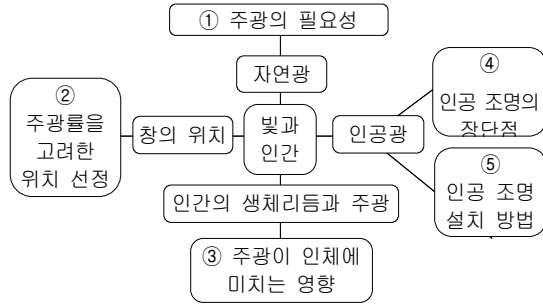 ① 주광의 필요성
자연광
②
주광률을
고려한
위치 선정
창의 위치
빛과
인간
인공광
④
인공 조명의
장단점
⑤
인공 조명
설치 방법
인간의 생체리듬과 주광
③ 주광이 인체에
미치는 영향